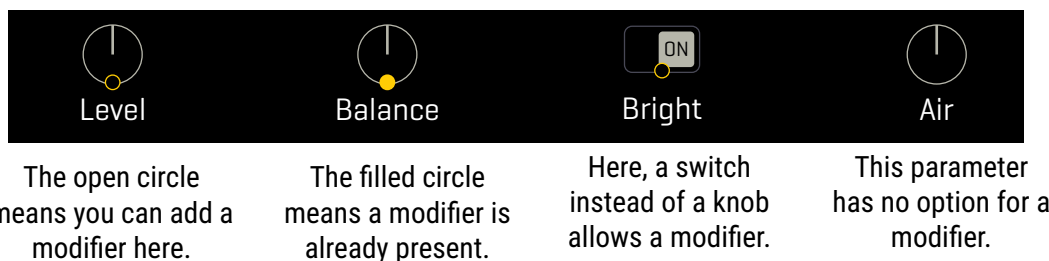 ON
Level
Balance
Bright
Air
The open circle
means you can add a
modifier here.
The filled circle
means a modifier is
already present.
Here, a switch
instead of a knob
allows a modifier.
This parameter
has no option for a
modifier.